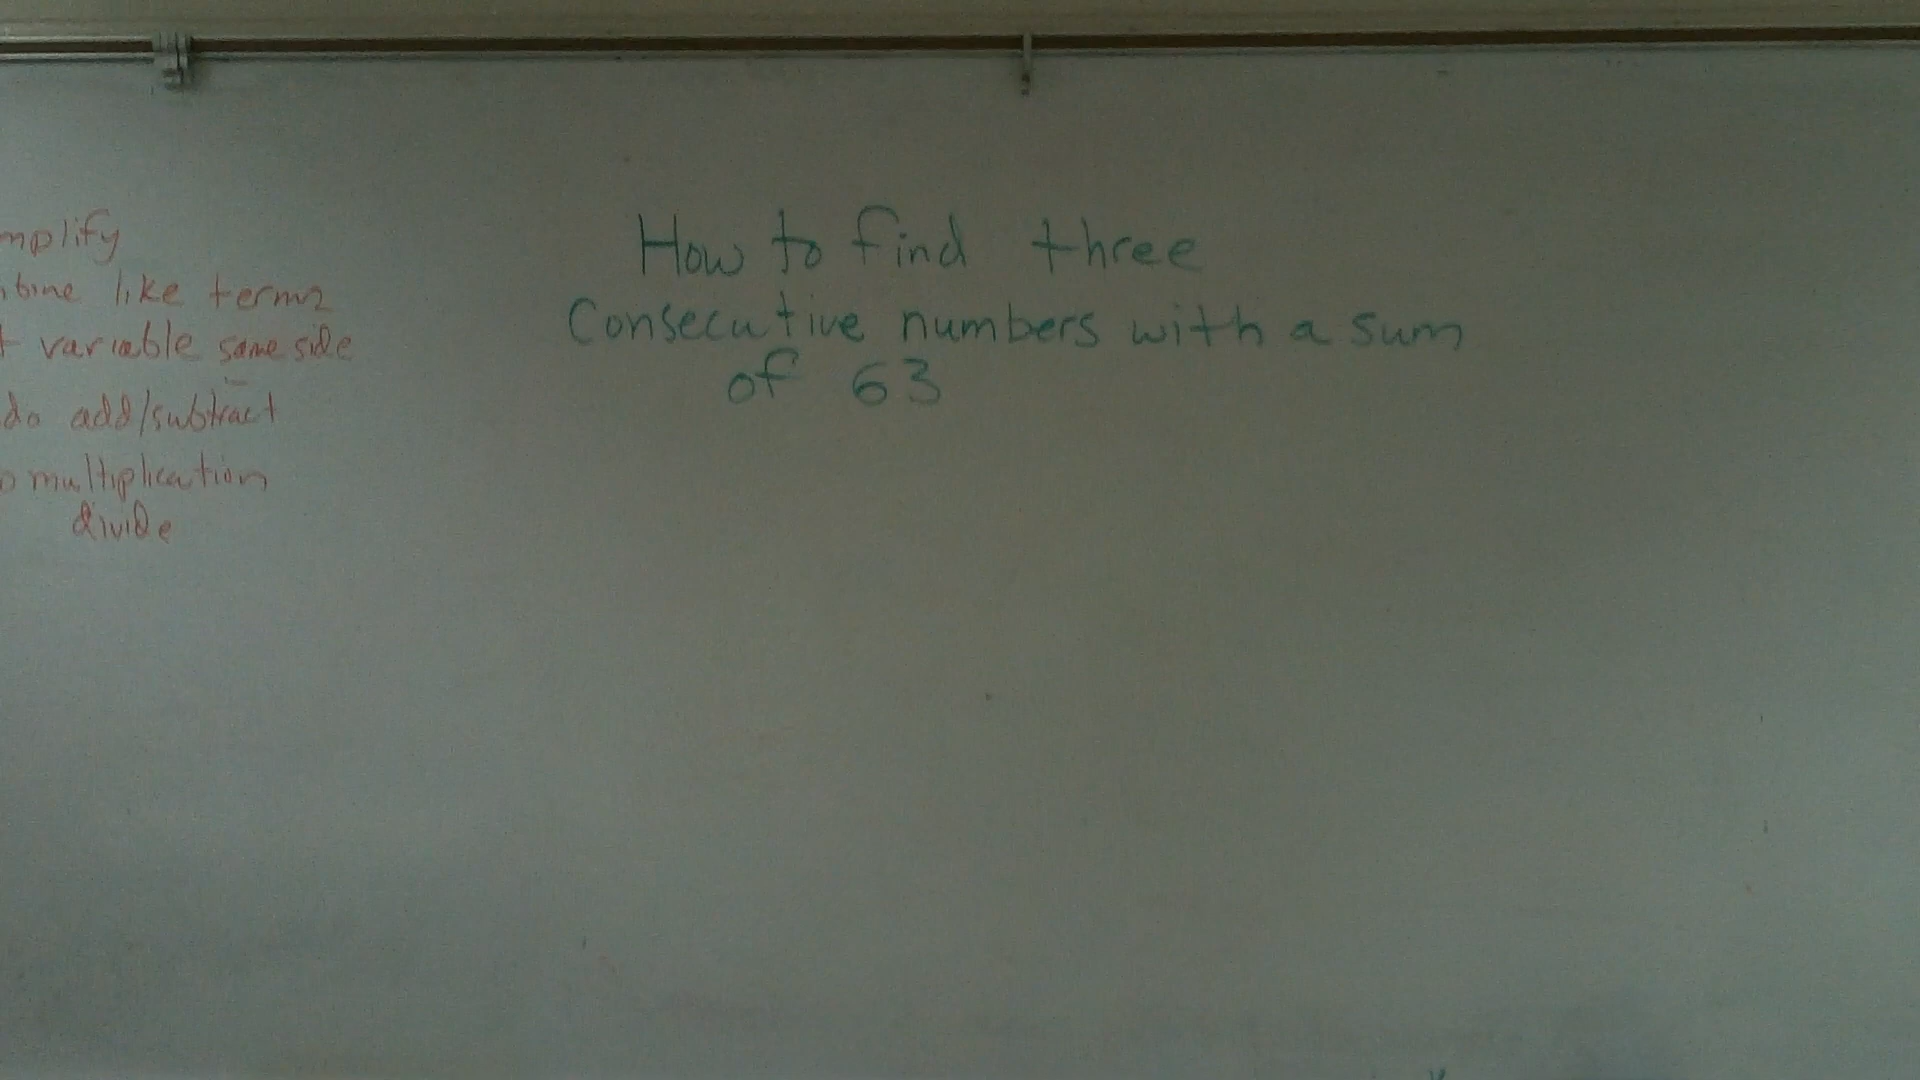 mplify
like terms
variable same side
do add/subtract
multiplication
divide
How to find three
Consecutive numbers with a sum
of 63